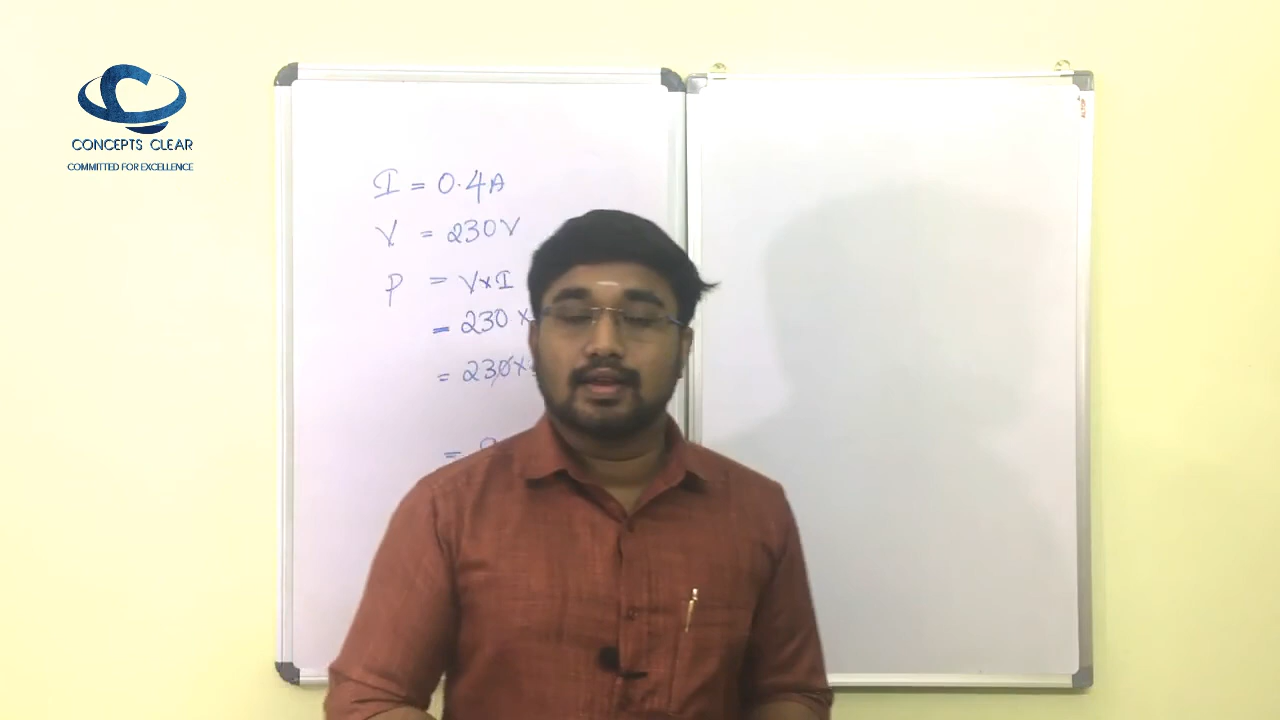 CONCEPTS CLEAR
COMMITTED FOR EXCELLENCE
I = 0.4A
V = 230V
P = V×I
= 230 ×
= 230×
=